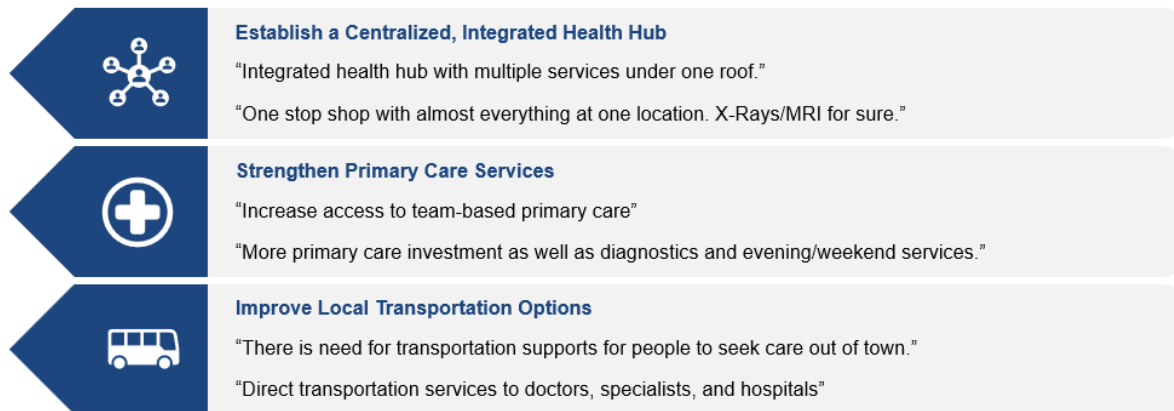 Establish a Centralized, Integrated Health Hub
“Integrated health hub with multiple services under one roof.”
“One stop shop with almost everything at one location. X-Rays/MRI for sure.”
Strengthen Primary Care Services
“Increase access to team-based primary care”
“More primary care investment as well as diagnostics and evening/weekend services.”
Improve Local Transportation Options
“There is need for transportation supports for people to seek care out of town.”
“Direct transportation services to doctors, specialists, and hospitals”